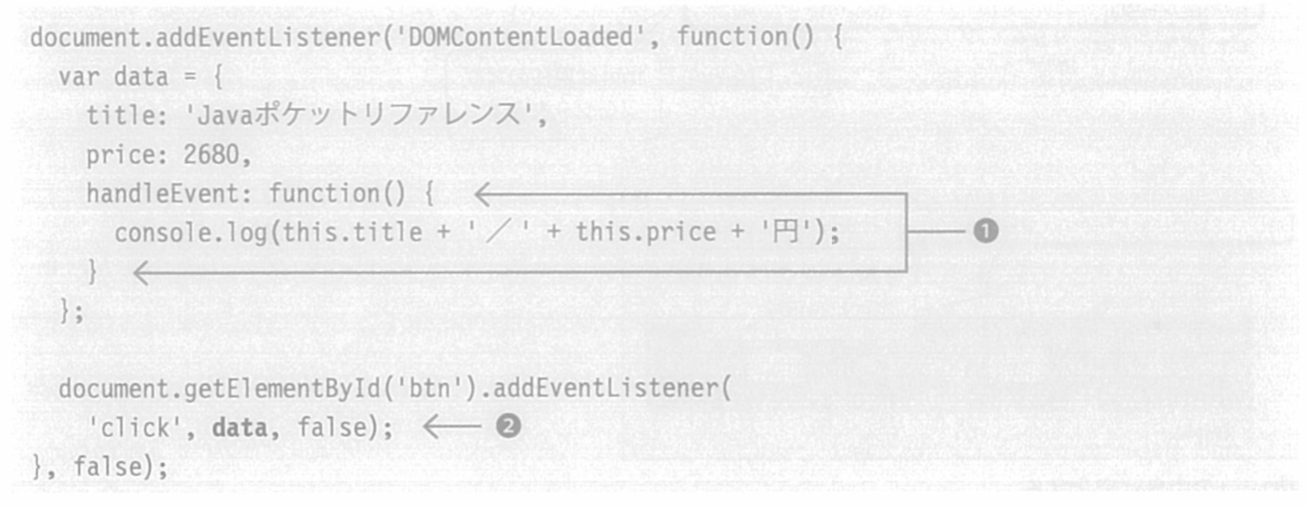 document.addEventListener('DOMContentLoaded', function() {
  var data = {
    title: 'Javaポケットリファレンス',
    price: 2680,
    handleEvent: function() {
      console.log(this.title + '／' + this.price + '円');  ❶
    }
  };

  document.getElementById('btn').addEventListener(
    'click', data, false);  ❷
}, false);